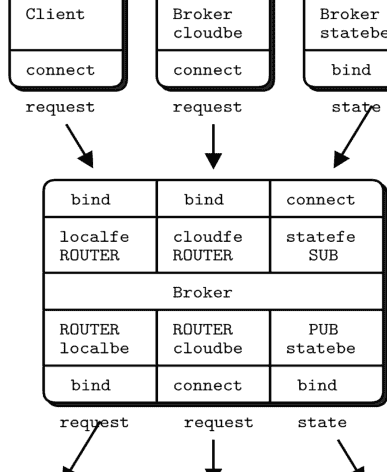 Client
Broker
cloudbe
Broker
statebe
connect
connect
bind
request
request
state
bind
bind
connect
localfe
ROUTER
cloudfe
ROUTER
statefe
SUB
Broker
ROUTER
localbe
ROUTER
cloudbe
PUB
statebe
bind
connect
bind
request
request
state